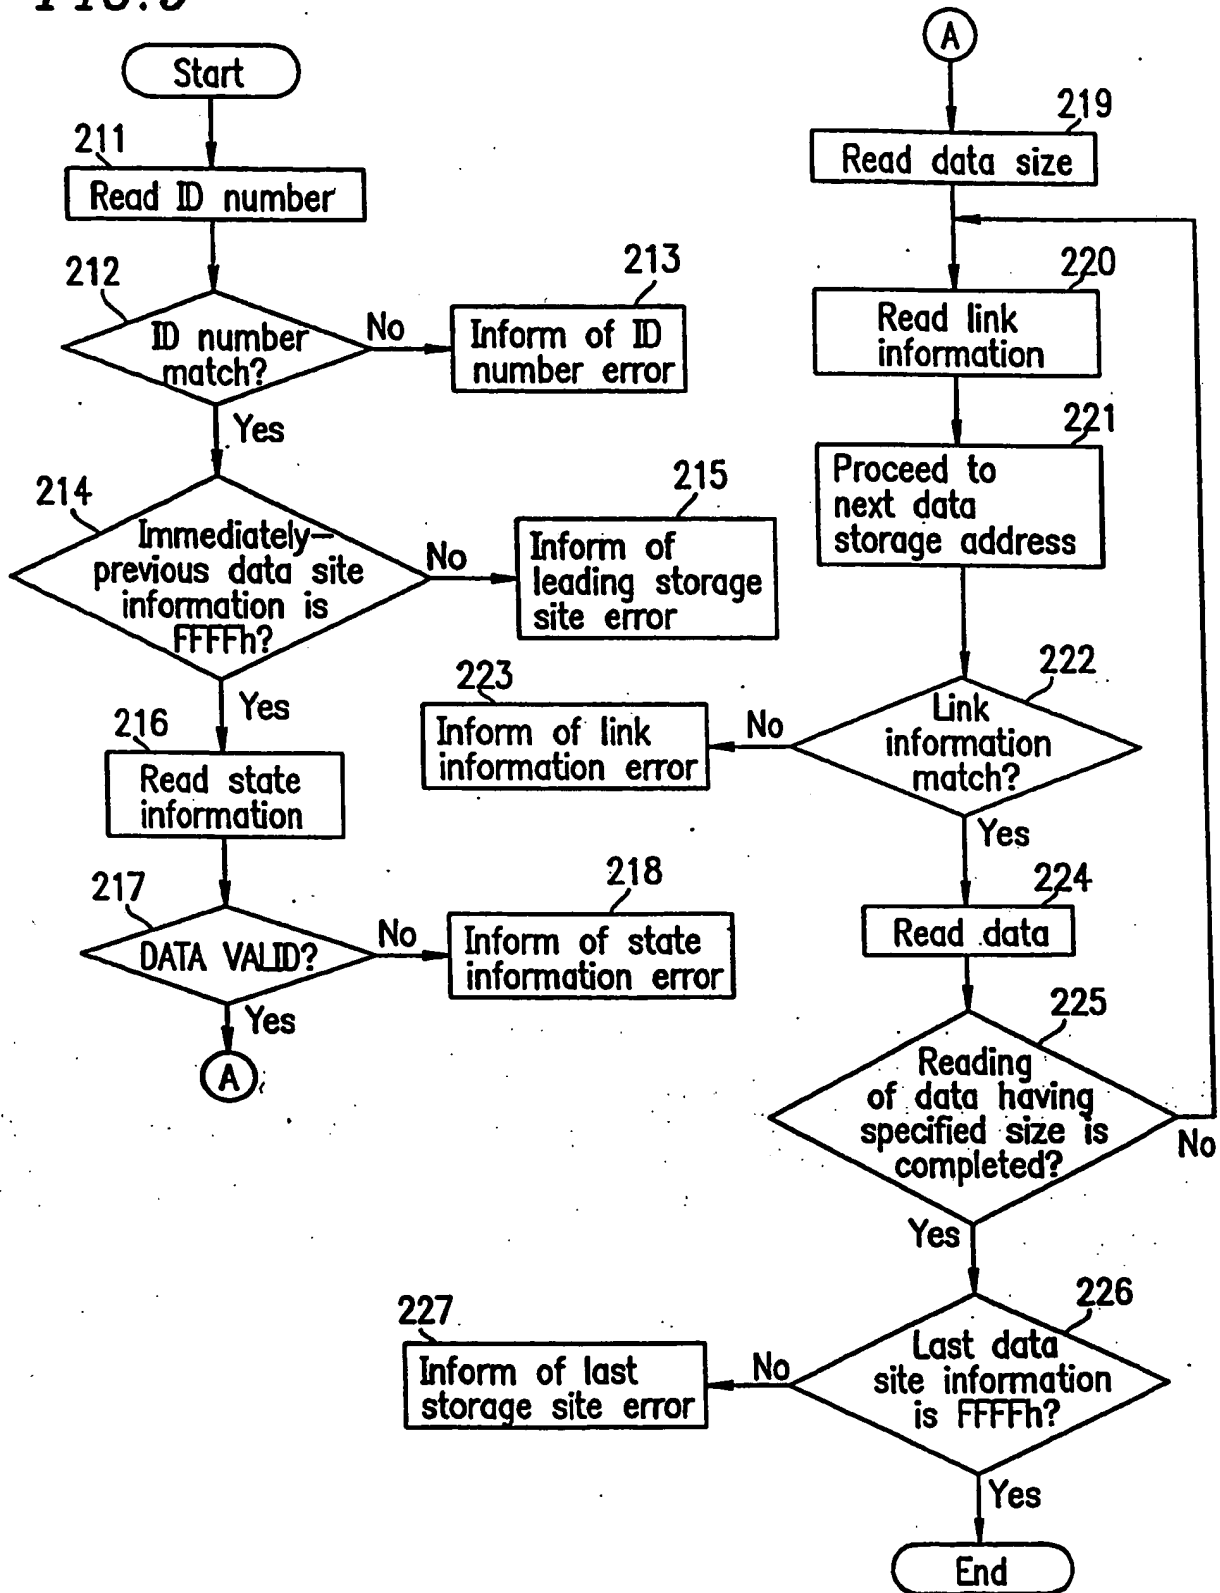 Start
211
Read ID number
212
ID number
match?
No
213
Inform of ID
number error
Yes
214
Immediately-
previous data site
information is
FFFFh?
No
215
Inform of
leading storage
site error
Yes
216
Read state
information
217
DATA VALID?
No
218
Inform of state
information error
Yes
A
A
219
Read data size
220
Read link
information
221
Proceed to
next data
storage address
222
Link
information
match?
No
223
Inform of link
information error
Yes
224
Read data
225
Reading
of data having
specified size is
completed?
No
Yes
226
Last data
site information
is FFFFh?
No
227
Inform of last
storage site error
Yes
End